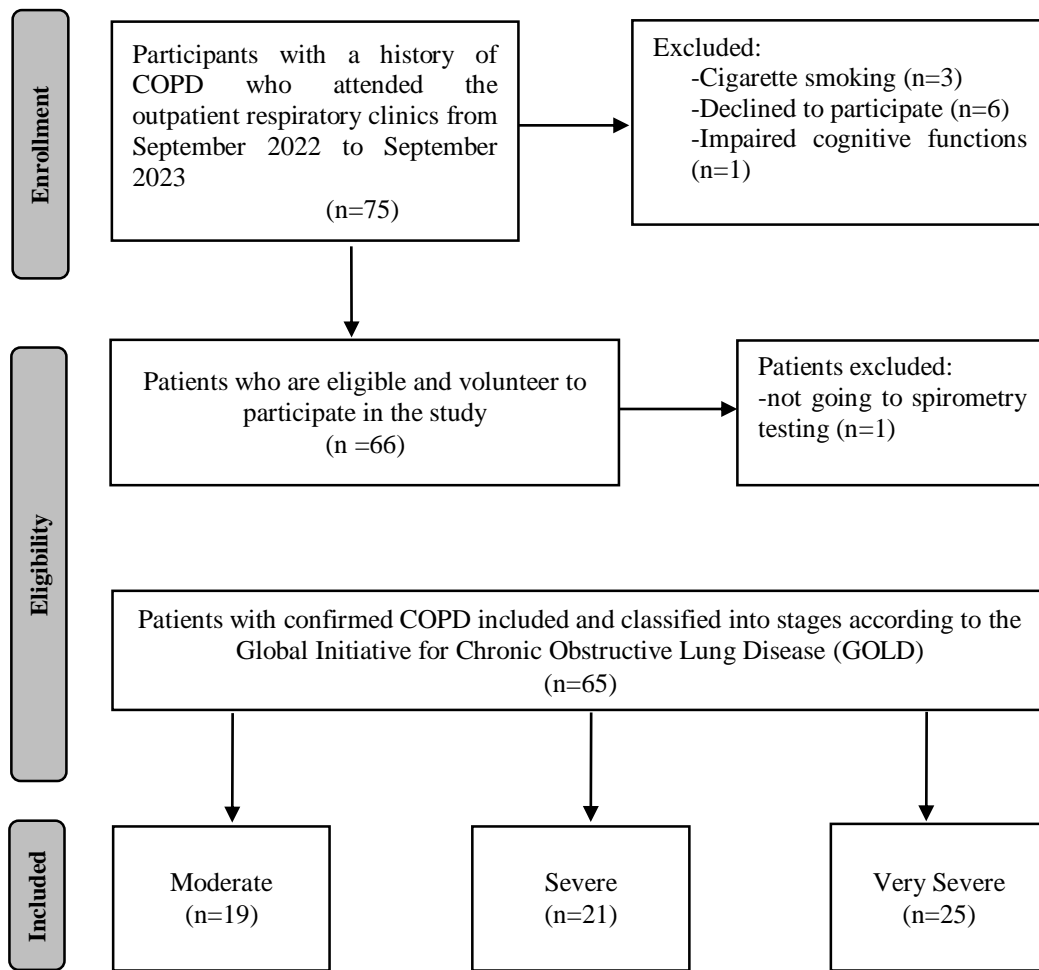 Enrollment
Participants with a history of
COPD who attended the
outpatient respiratory clinics from
September 2022 to September
2023
(n=75)
Excluded:
-Cigarette smoking (n=3)
-Declined to participate (n=6)
-Impaired cognitive functions
(n=1)
Eligibility
Patients who are eligible and volunteer to
participate in the study
(n =66)
Patients excluded:
-not going to spirometry
testing (n=1)
Patients with confirmed COPD included and classified into stages according to the
Global Initiative for Chronic Obstructive Lung Disease (GOLD)
(n=65)
Included
Moderate
(n=19)
Severe
(n=21)
Very Severe
(n=25)